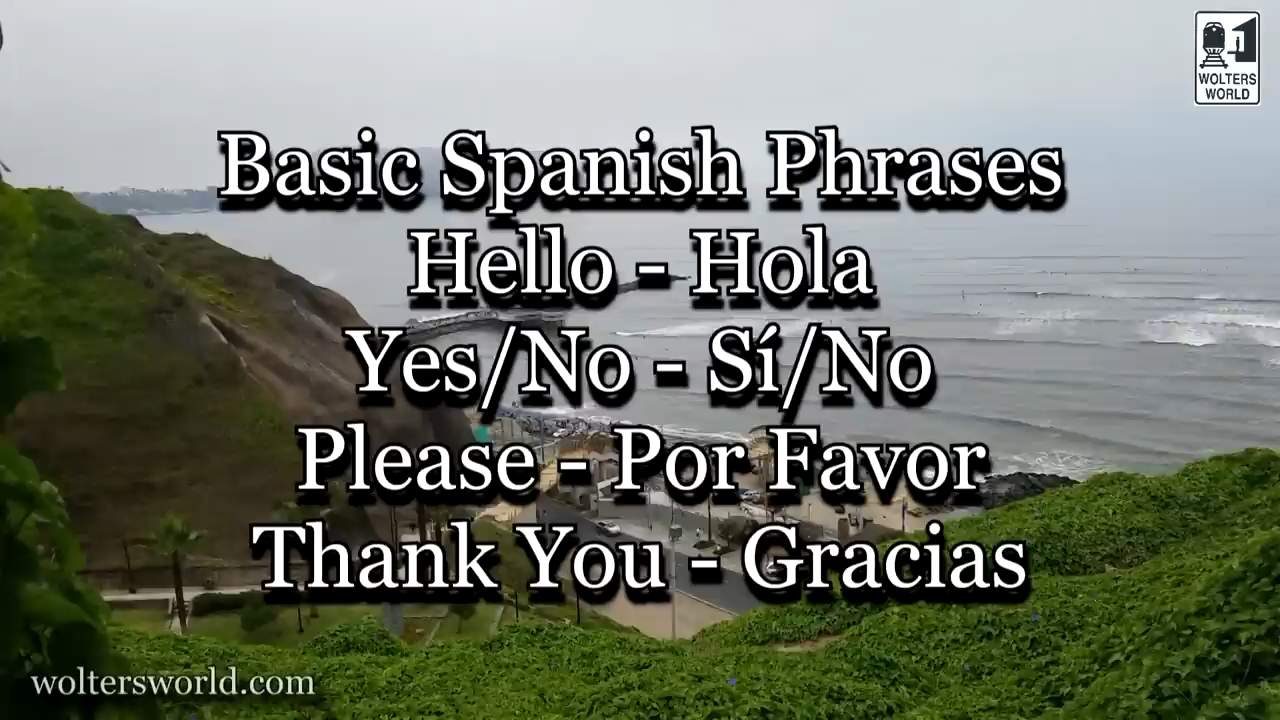 WOLTERS
WORLD
Basic Spanish Phrases
Hello - Hola
Yes/No - Sí/No
Please - Por Favor
Thank You - Gracias
woltersworld.com